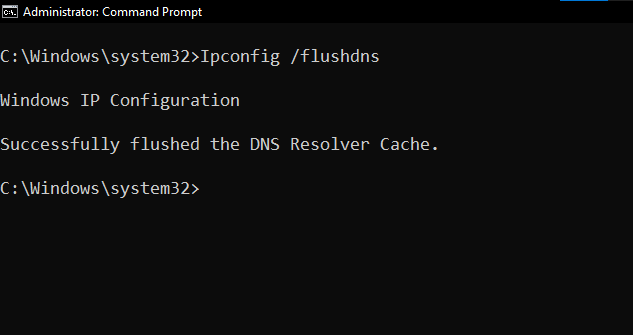 Administrator: Command Prompt
C:\Windows\system32>Ipconfig /flushdns
Windows IP Configuration
Successfully flushed the DNS Resolver Cache.
C:\Windows\system32>